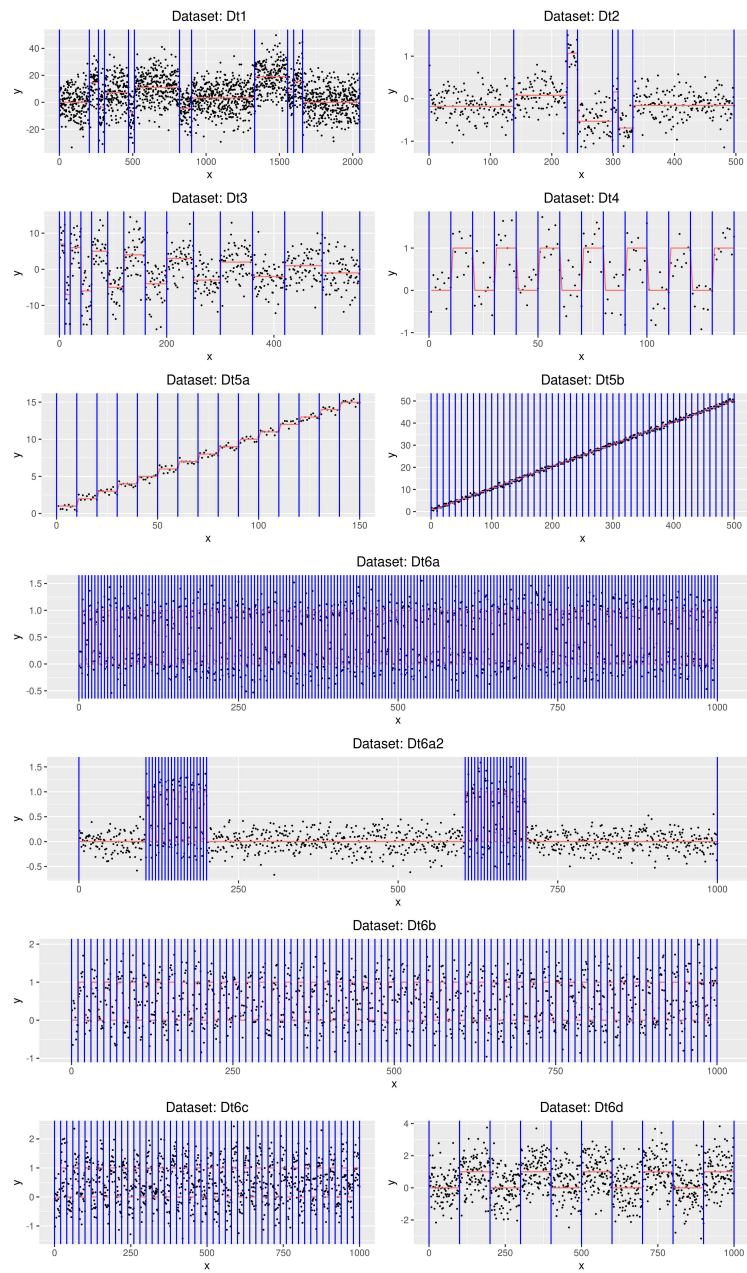 Dataset: Dt1
Dataset: Dt2
40
20
0
-20
y
0
500
1000
1500
2000
x
1
0
-1
y
0
100
200
300
400
500
x
Dataset: Dt3
Dataset: Dt4
10
0
-10
y
0
200
400
x
1
0
-1
y
0
50
100
x
Dataset: Dt5a
Dataset: Dt5b
15
10
5
0
y
0
50
100
150
x
50
40
30
20
10
0
y
0
100
200
300
400
500
x
Dataset: Dt6a
1.5
1.0
0.5
0.0
-0.5
y
0
250
500
750
1000
x
Dataset: Dt6a2
1.5
1.0
0.5
0.0
-0.5
y
0
250
500
750
1000
x
Dataset: Dt6b
2
1
0
-1
y
0
250
500
750
1000
x
Dataset: Dt6c
Dataset: Dt6d
2
1
0
-1
y
0
250
500
750
1000
x
4
2
0
-2
y
0
250
500
750
1000
x